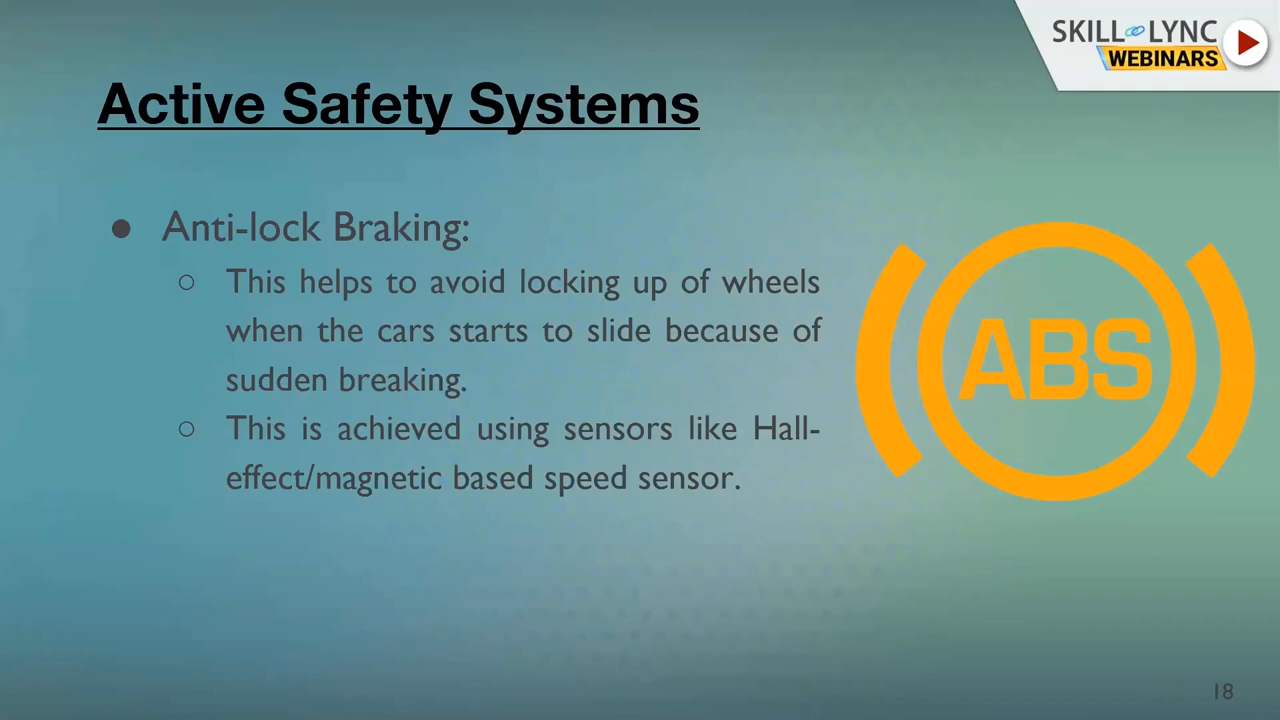 SKILL LYNC
WEBINARS
Active Safety Systems
● Anti-lock Braking:
○ This helps to avoid locking up of wheels
when the cars starts to slide because of
sudden breaking.
○ This is achieved using sensors like Hall-
effect/magnetic based speed sensor.
ABS
18